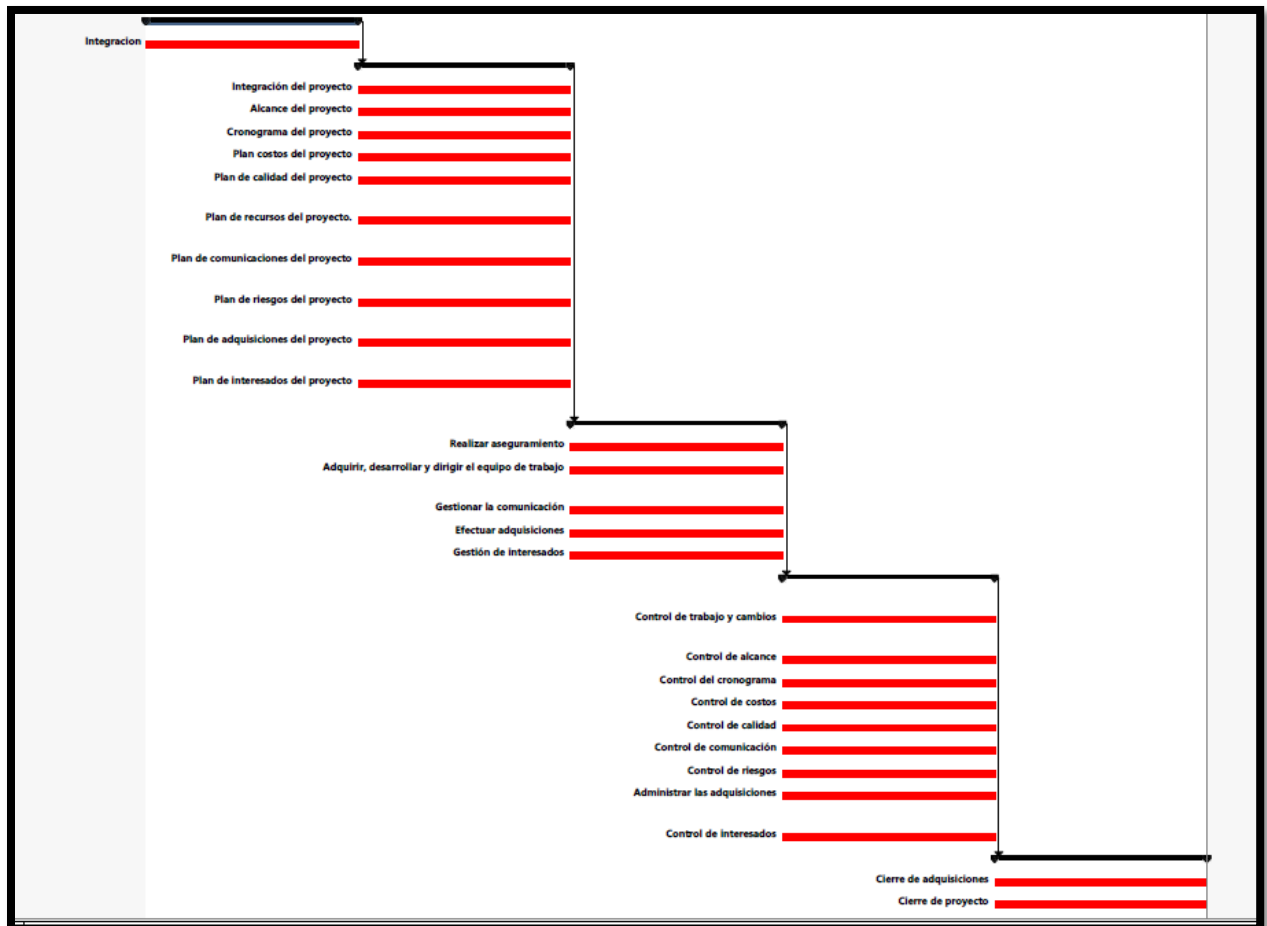 Integracion
Integración del proyecto
Alcance del proyecto
Cronograma del proyecto
Plan costos del proyecto
Plan de calidad del proyecto
Plan de recursos del proyecto.
Plan de comunicaciones del proyecto
Plan de riesgos del proyecto
Plan de adquisiciones del proyecto
Plan de interesados del proyecto
Realizar aseguramiento
Adquirir, desarrollar y dirigir el equipo de trabajo
Gestionar la comunicación
Efectuar adquisiciones
Gestión de interesados
Control de trabajo y cambios
Control de alcance
Control del cronograma
Control de costos
Control de calidad
Control de comunicación
Control de riesgos
Administrar las adquisiciones
Control de interesados
Cierre de adquisiciones
Cierre de proyecto